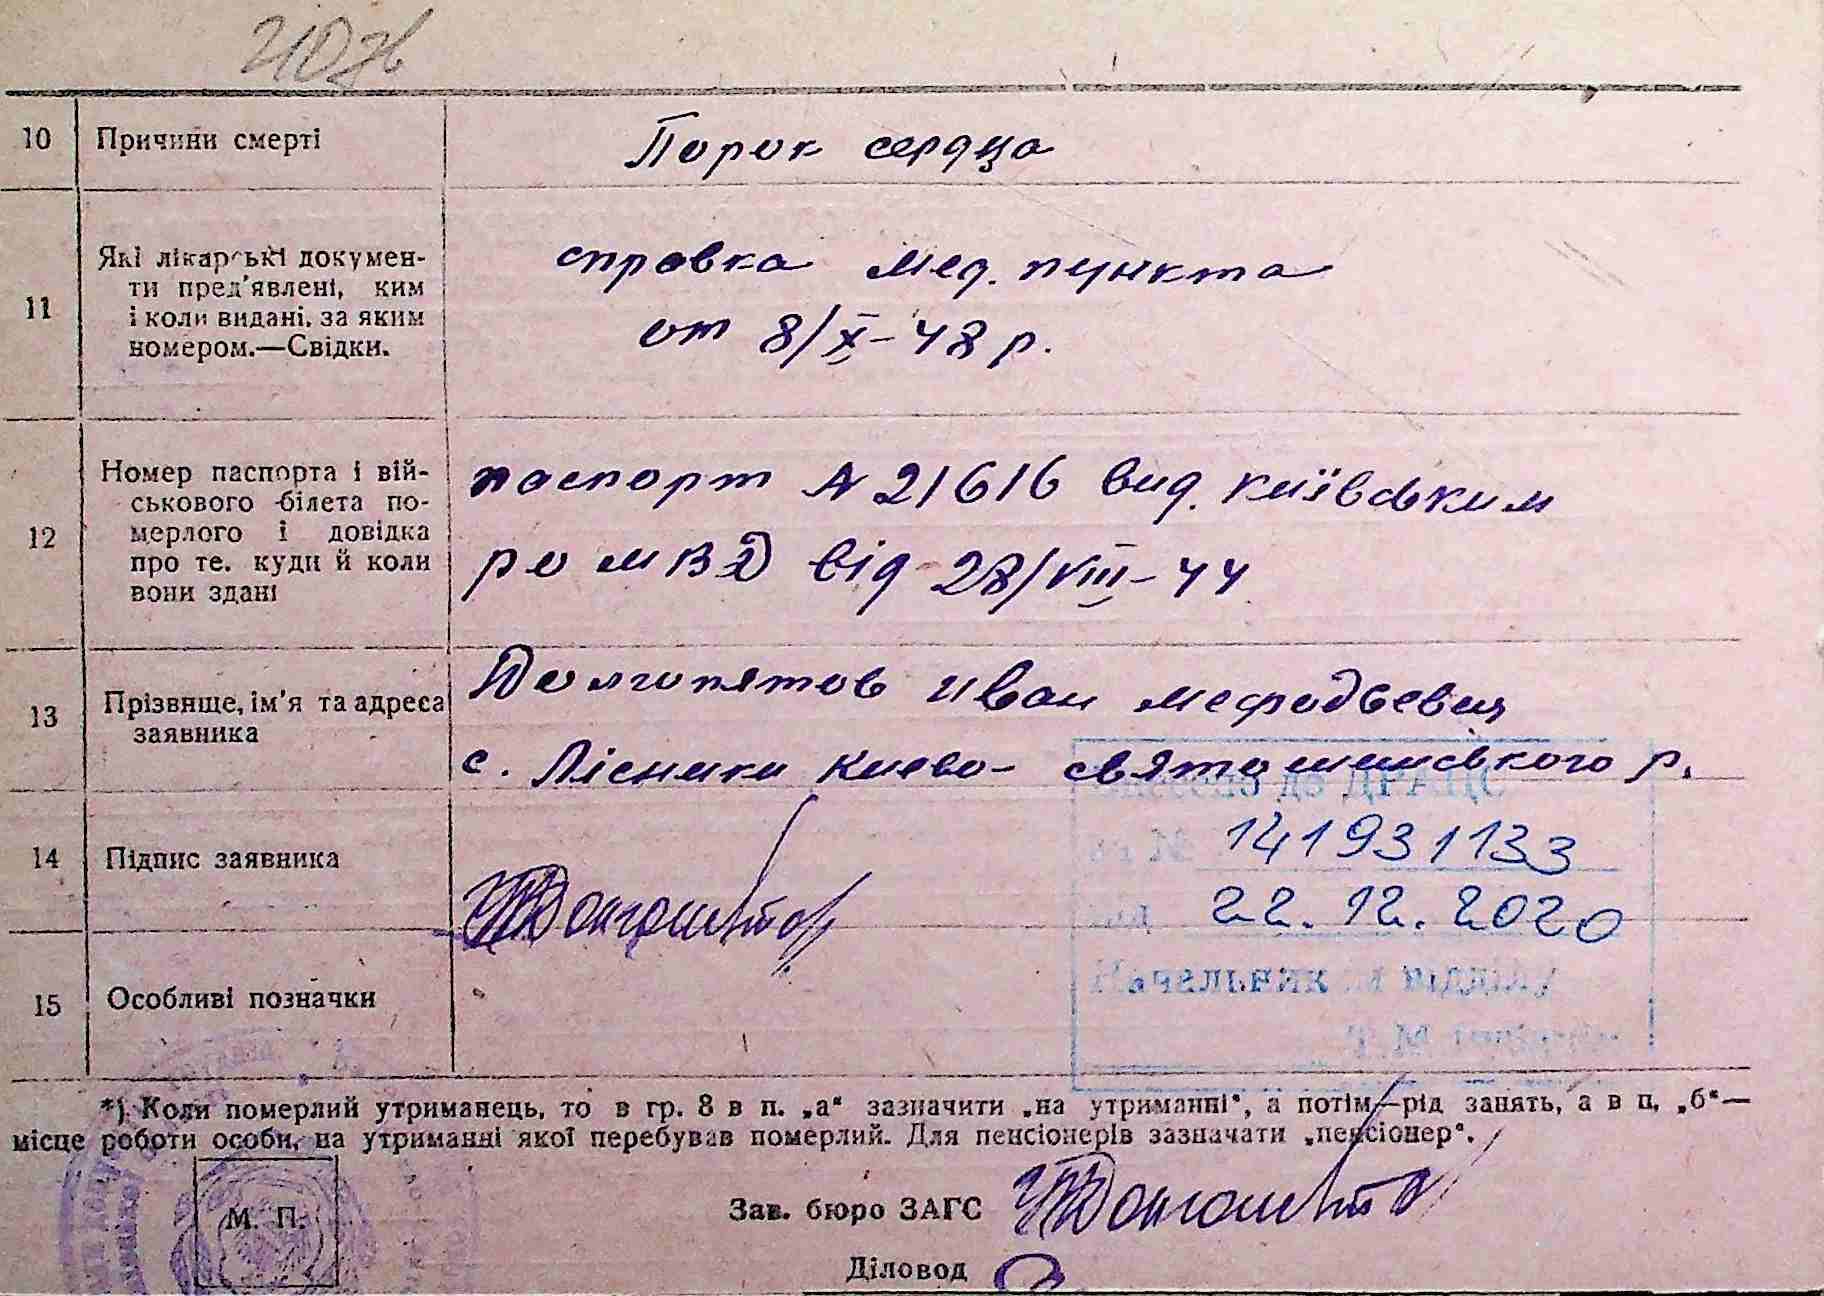 10 Причини смерті Порок сердца
11 Які лікарські докумен-
ти пред'явлені, ким
і коли видані, за яким
номером.—Свідки.
справка мед. пункта
от 8/X-48 р.
12 Номер паспорта і вій-
ськового білета по-
мерлого і довідка
про те. куди й коли
вони здані
паспорт № 21616 вид. київським
ро МВД від 28/VIII-44
13 Прізвище, ім'я та адреса
заявника
Долгопятов Иван Мефодьевич
с. Лісники Києво-Святошинського р.
14 Підпис заявника
141931133
22.12.2020
15 Особливі позначки
*) Коли померлий утриманець, то в гр. 8 в п. „а“ зазначити „на утриманні“, а потім—рід занять, а в п. „б“—
місце роботи особи, на утриманні якої перебував померлий. Для пенсіонерів зазначати „пенсіонер“.
М. П.
Зав. бюро ЗАГС
Діловод